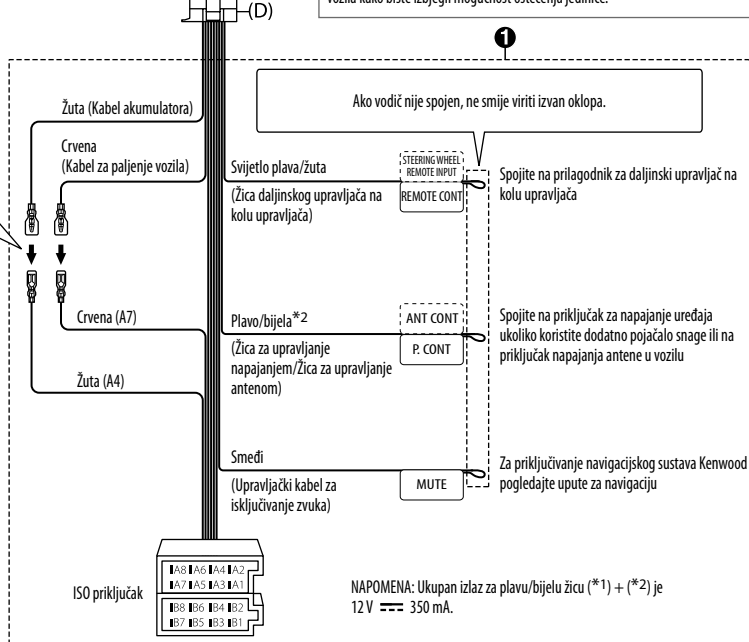 vozila kako biste izbjegli mogućnost oštećenja jedinice.
(D)
1
Ako vodič nije spojen, ne smije viriti izvan oklopa.
Žuta (Kabel akumulatora)
Crvena
(Kabel za paljenje vozila)
Svijetlo plava/žuta
(Žica daljinskog upravljača na
kolu upravljača)
STEERING WHEEL
REMOTE INPUT
REMOTE CONT
Spojite na prilagodnik za daljinski upravljač na
kolu upravljača
Crvena (A7)
Žuta (A4)
Plavo/bijela*2
(Žica za upravljanje
napajanjem/Žica za upravljanje
antenom)
ANT CONT
P. CONT
Spojite na priključak za napajanje uređaja
ukoliko koristite dodatno pojačalo snage ili na
priključak napajanja antene u vozilu
Smeđi
(Upravljački kabel za
isključivanje zvuka)
MUTE
Za priključivanje navigacijskog sustava Kenwood
pogledajte upute za navigaciju
ISO priključak
A8 A6 A4 A2
A7 A5 A3 A1
B8 B6 B4 B2
B7 B5 B3 B1
NAPOMENA: Ukupan izlaz za plavu/bijelu žicu (*1) + (*2) je
12 V ⎓ 350 mA.